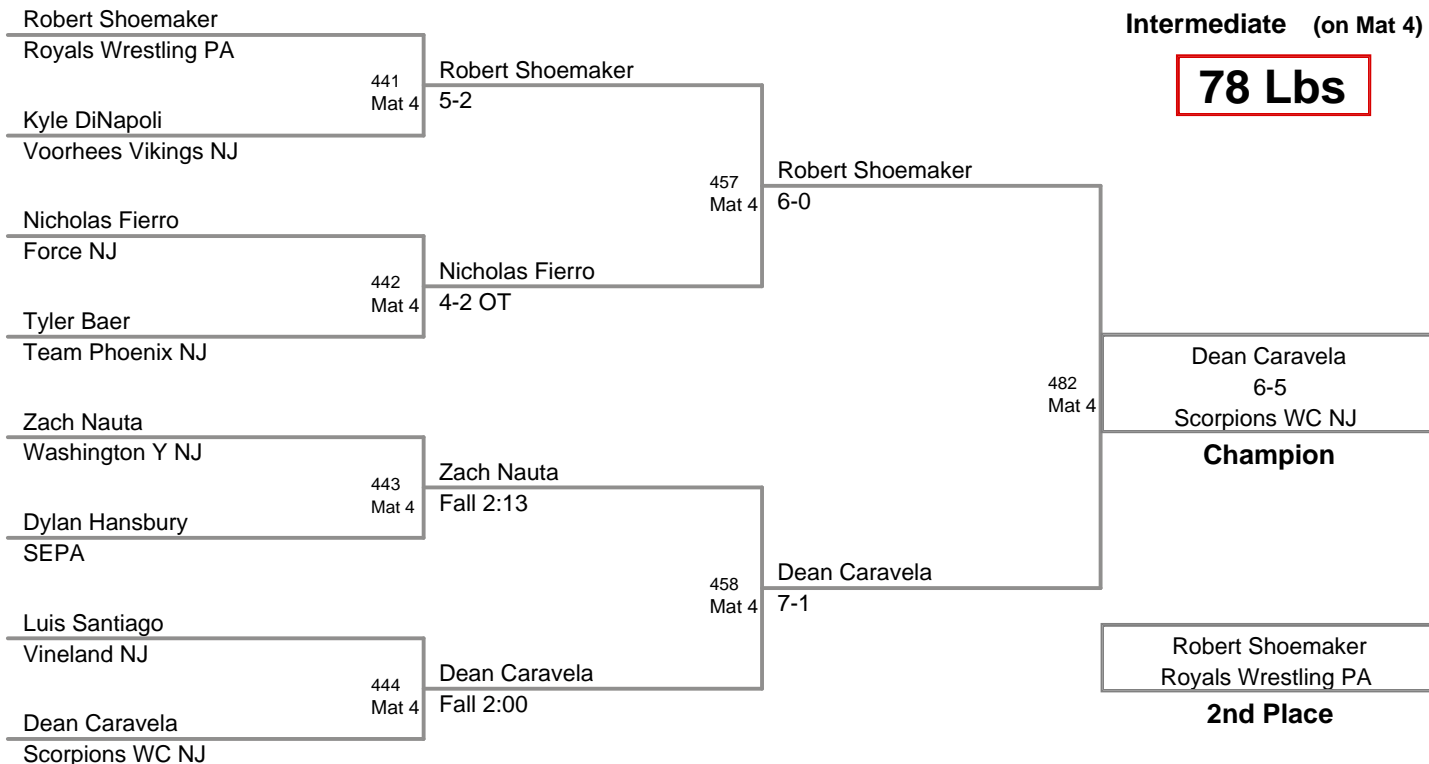 Intermediate (on Mat 4)
78 Lbs
Robert Shoemaker
Royals Wrestling PA
441
Mat 4
Kyle DiNapoli
Voorhees Vikings NJ
Nicholas Fierro
Force NJ
442
Mat 4
Tyler Baer
Team Phoenix NJ
Zach Nauta
Washington Y NJ
443
Mat 4
Dylan Hansbury
SEPA
Luis Santiago
Vineland NJ
444
Mat 4
Dean Caravela
Scorpions WC NJ
Robert Shoemaker
5-2
457
Mat 4
Nicholas Fierro
4-2 OT
Zach Nauta
Fall 2:13
458
Mat 4
Dean Caravela
Fall 2:00
Robert Shoemaker
6-0
482
Mat 4
Dean Caravela
7-1
Dean Caravela
6-5
Scorpions WC NJ
Champion
Robert Shoemaker
Royals Wrestling PA
2nd Place